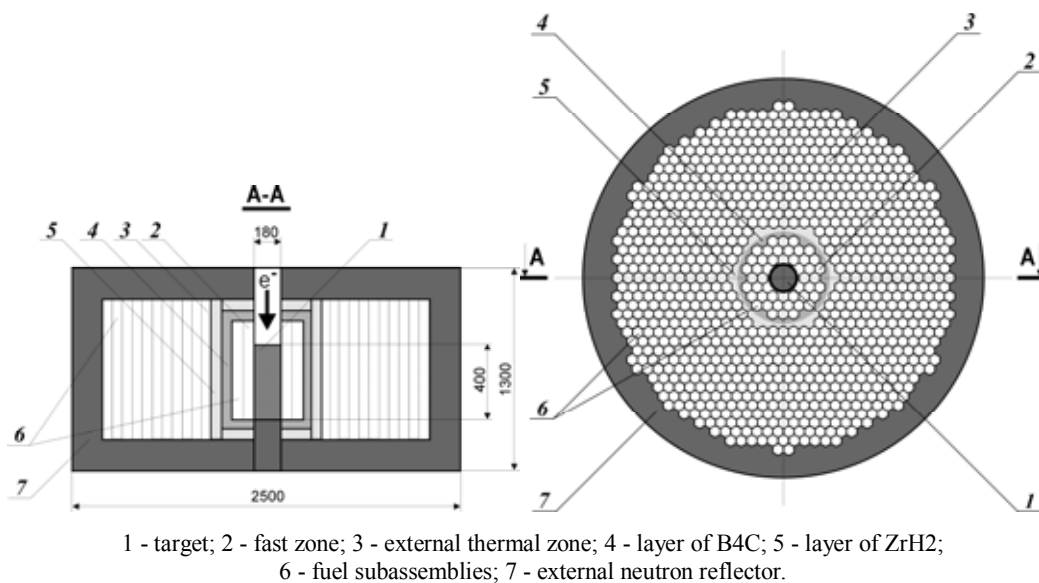 4
3
5
2
A-A
5 4 3 2
180
1
e-
A
A
400
1300
6
6
7
2500
7
1
1 - target; 2 - fast zone; 3 - external thermal zone; 4 - layer of B4C; 5 - layer of ZrH2;
6 - fuel subassemblies; 7 - external neutron reflector.